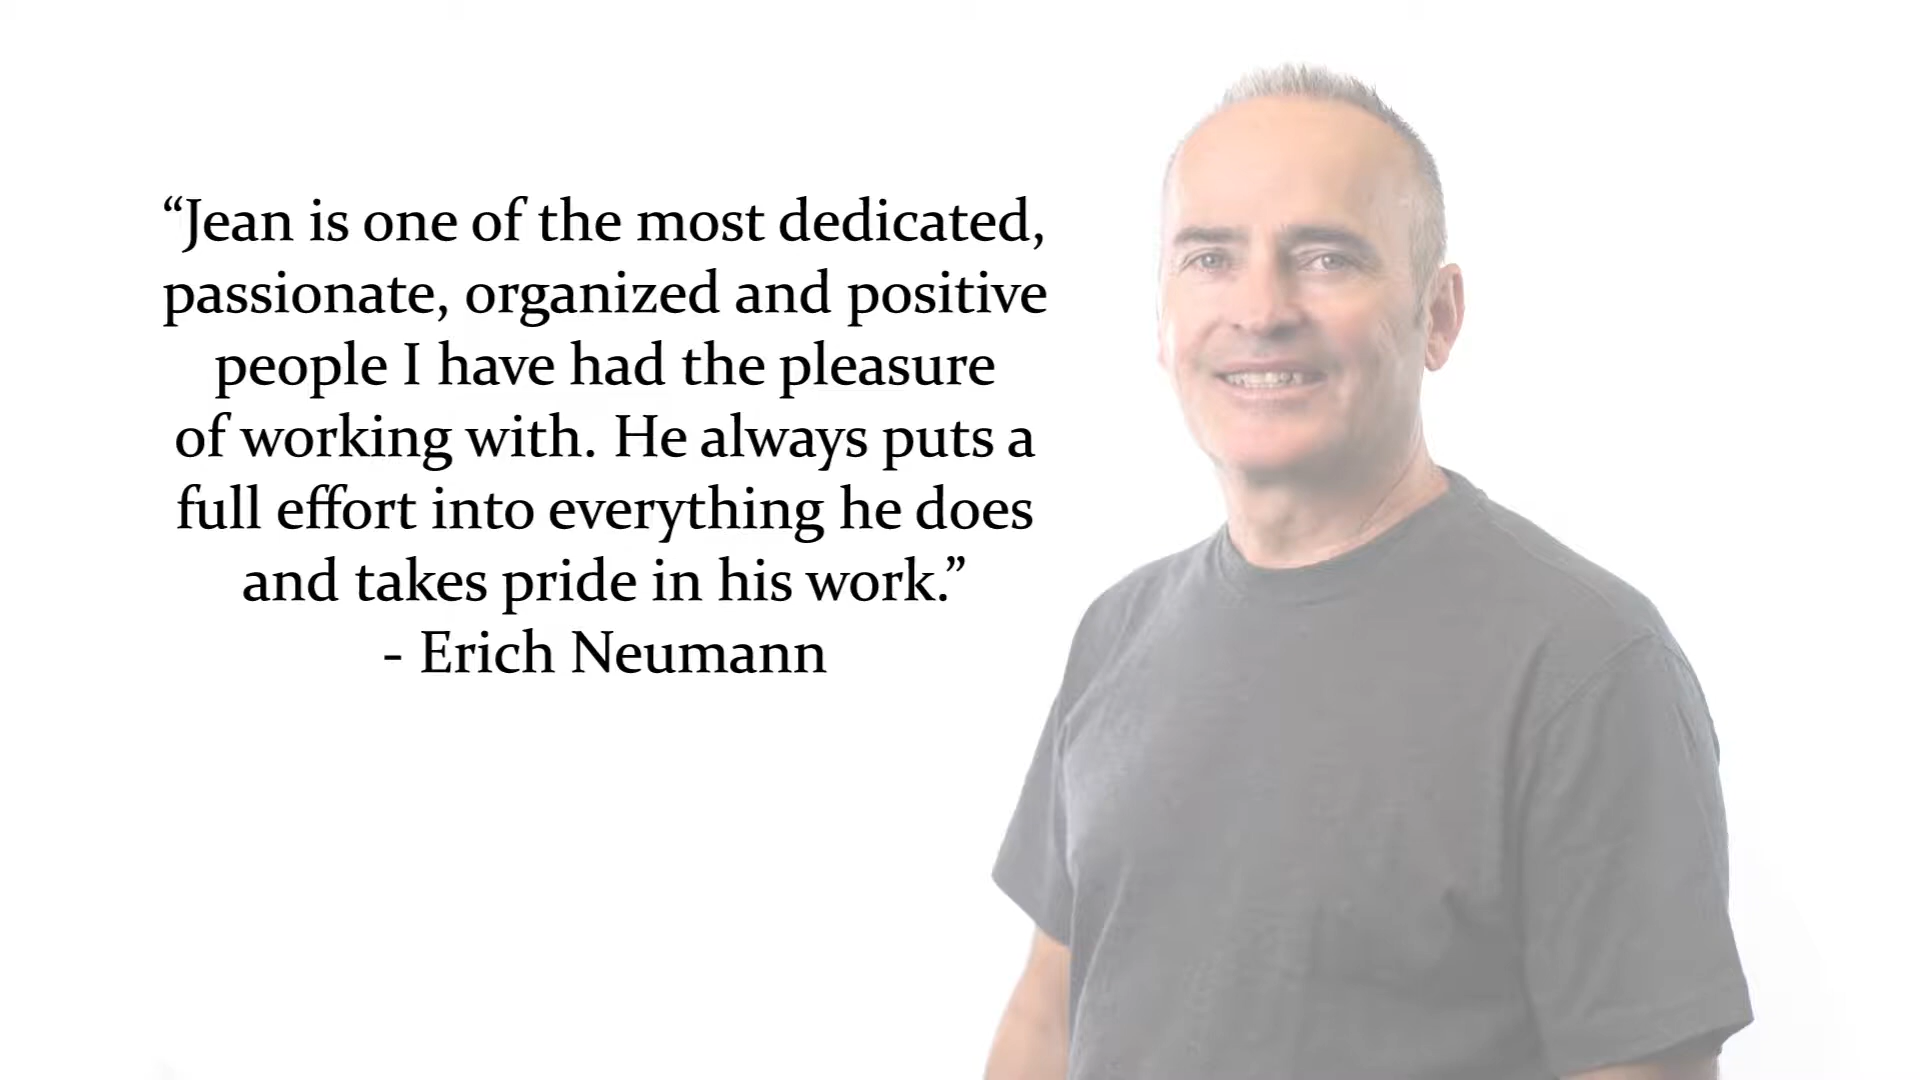 “Jean is one of the most dedicated,
passionate, organized and positive
people I have had the pleasure
of working with. He always puts a
full effort into everything he does
and takes pride in his work.”
- Erich Neumann